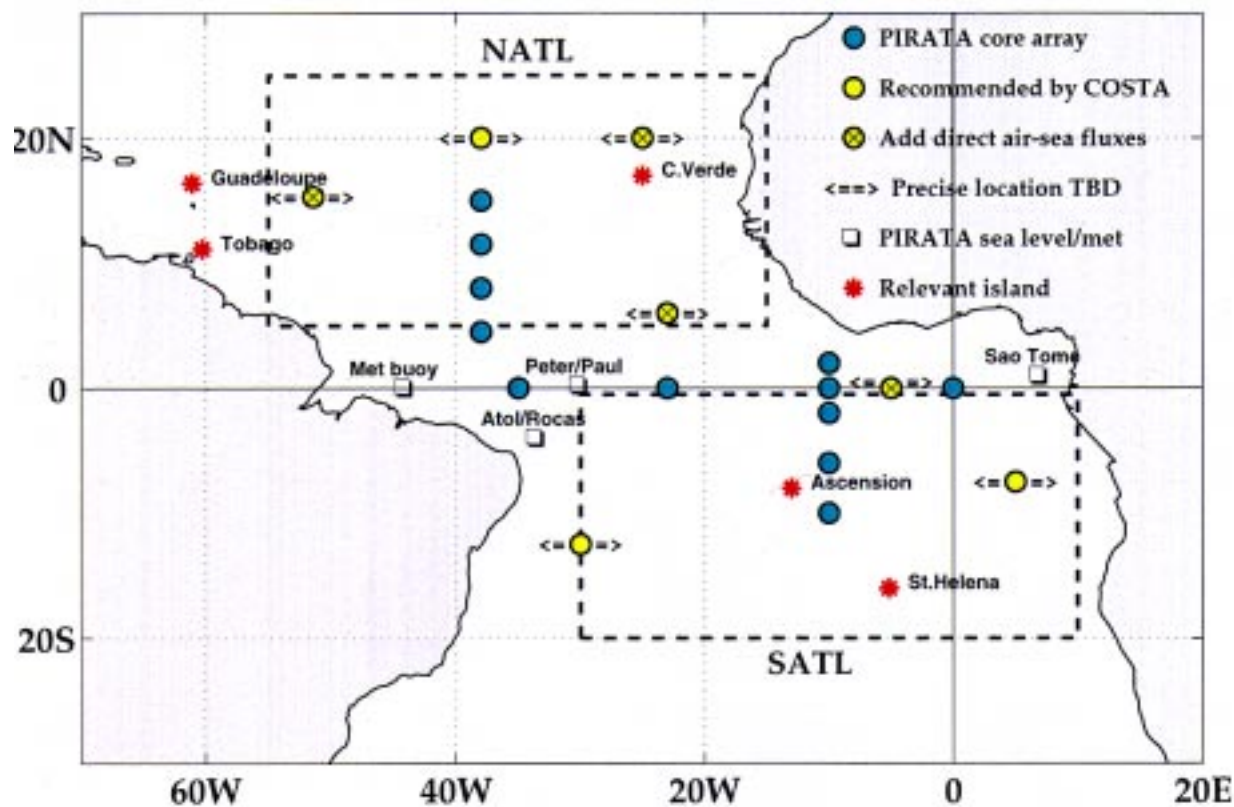 NATL
PIRATA core array
Recommended by COSTA
Add direct air-sea fluxes
<==> Precise location TBD
PIRATA sea level/met
Relevant island
20N
<= =>
<= =>
C.Verde
Guadeloupe
<= =>
Tobago
<= =>
Met buoy
Peter/Paul
Sao Tome
0
<= =>
Atol/Rocas
Ascension
<= =>
<= =>
St.Helena
20S
SATL
60W
40W
20W
0
20E